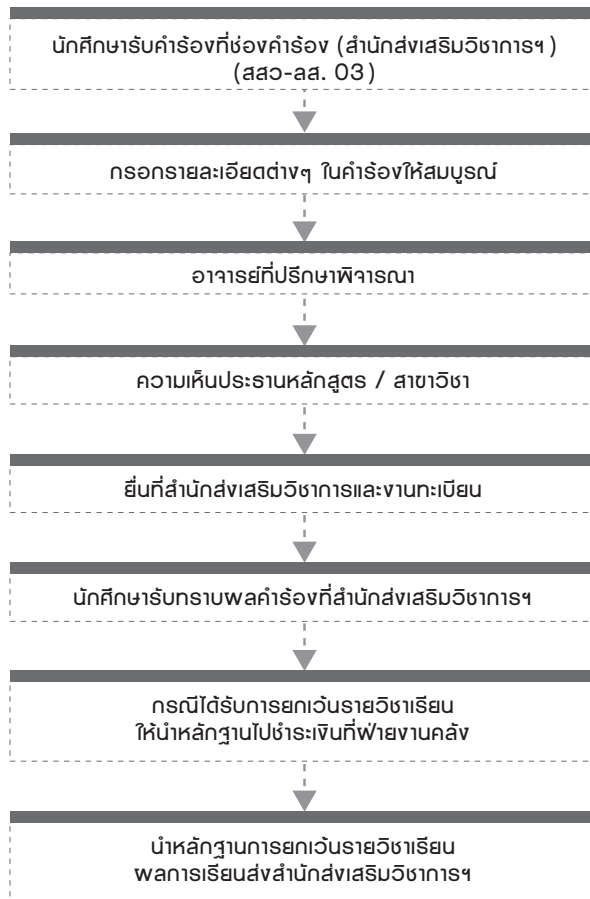 นักศึกษารับคำร้องที่ช่องคำร้อง (สำนักส่งเสริมวิชาการฯ)
(สสว-ลส. 03)
กรอกรายละเอียดต่างๆ ในคำร้องให้สมบูรณ์
อาจารย์ที่ปรึกษาพิจารณา
ความเห็นประธานหลักสูตร / สาขาวิชา
ยื่นที่สำนักส่งเสริมวิชาการและงานทะเบียน
นักศึกษารับทราบผลคำร้องที่สำนักส่งเสริมวิชาการฯ
กรณีได้รับการยกเว้นรายวิชาเรียน
ให้นำหลักฐานไปชำระเงินที่ฝ่ายงานคลัง
นำหลักฐานการยกเว้นรายวิชาเรียน
ผลการเรียนส่งสำนักส่งเสริมวิชาการฯ